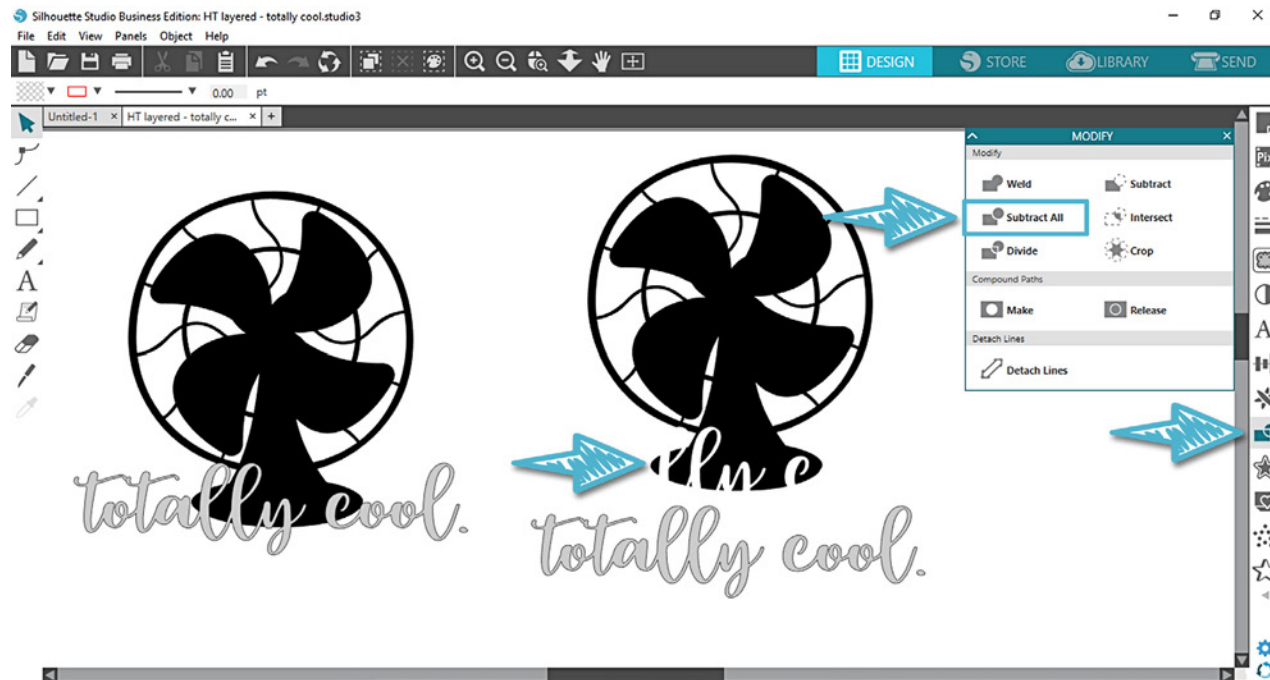 Silhouette Studio Business Edition: HT layered - totally cool.studio3
File Edit View Panels Object Help
DESIGN STORE LIBRARY SEND
0.00 pt
Untitled-1 HT layered - totally c...
MODIFY
Modify
Weld Subtract
Subtract All Intersect
Divide Crop
Compound Paths
Make Release
Detach Lines
Detach Lines
A
A
Pix
lly c
totally cool.
totally cool.